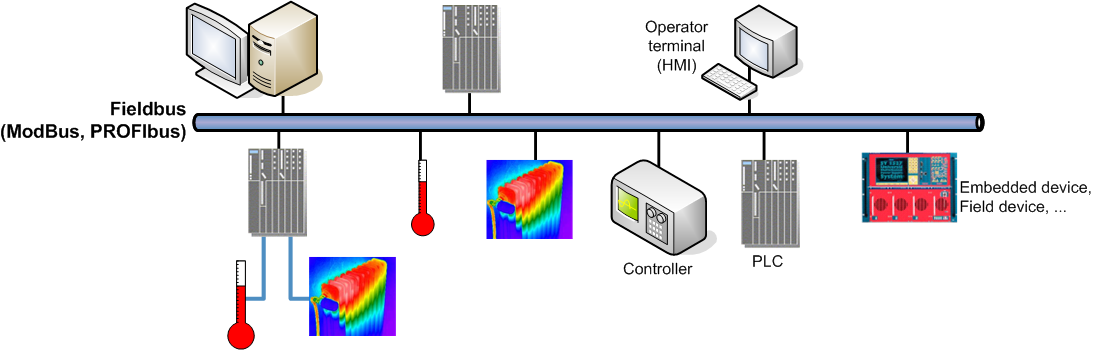 Operator
terminal
(HMI)
Fieldbus
(ModBus, PROFIbus)
Embedded device,
Field device, ...
Controller
PLC